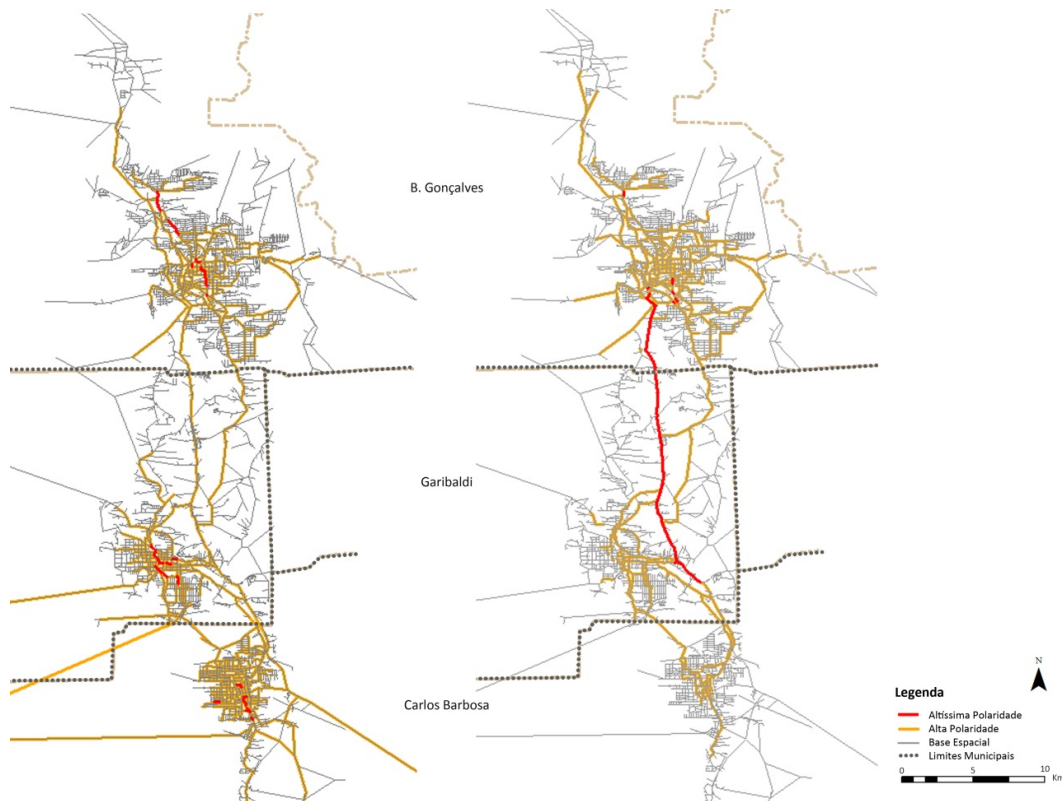 B. Gonçalves
Garibaldi
Carlos Barbosa
N
Legenda
Altíssima Polaridade
Alta Polaridade
Base Espacial
Limites Municipais
0 5 10
Km